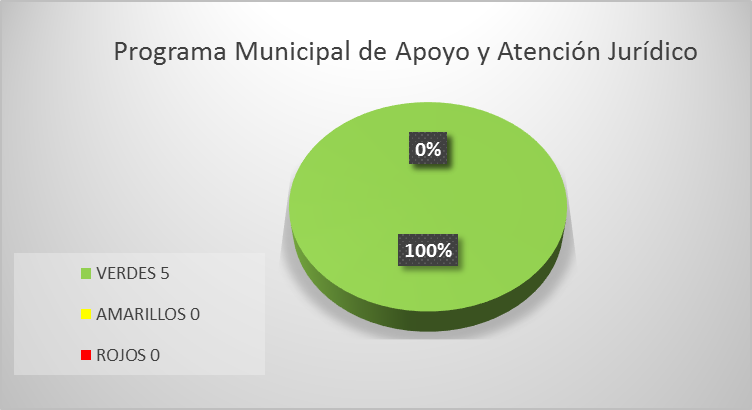 Programa Municipal de Apoyo y Atención Jurídico
0%
100%
VERDES 5
AMARILLOS 0
ROJOS 0